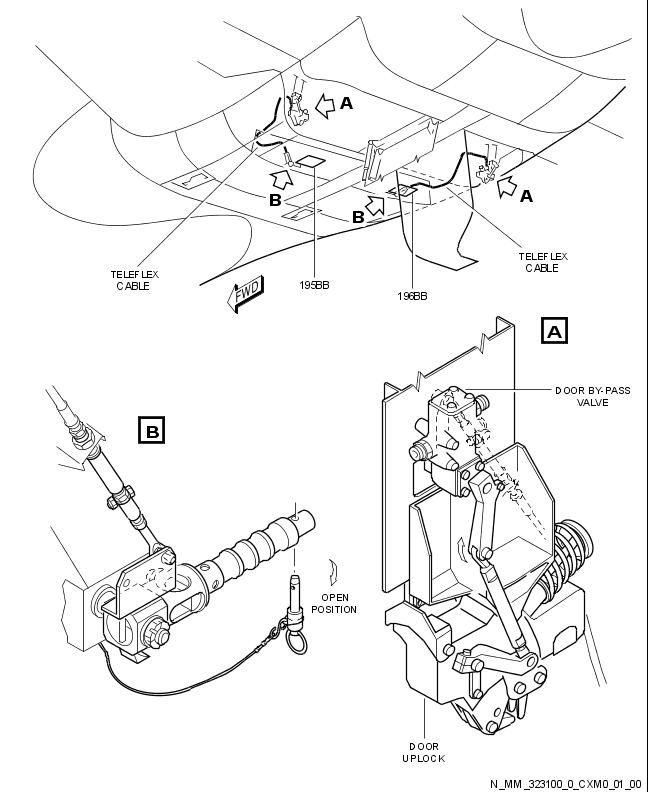 A
B
B
A
TELEFLEX
CABLE
TELEFLEX
CABLE
FWD
195BB
196BB
A
DOOR BY-PASS
VALVE
B
OPEN
POSITION
DOOR
UPLOCK
N_MM_323100_0_CXM0_01_00